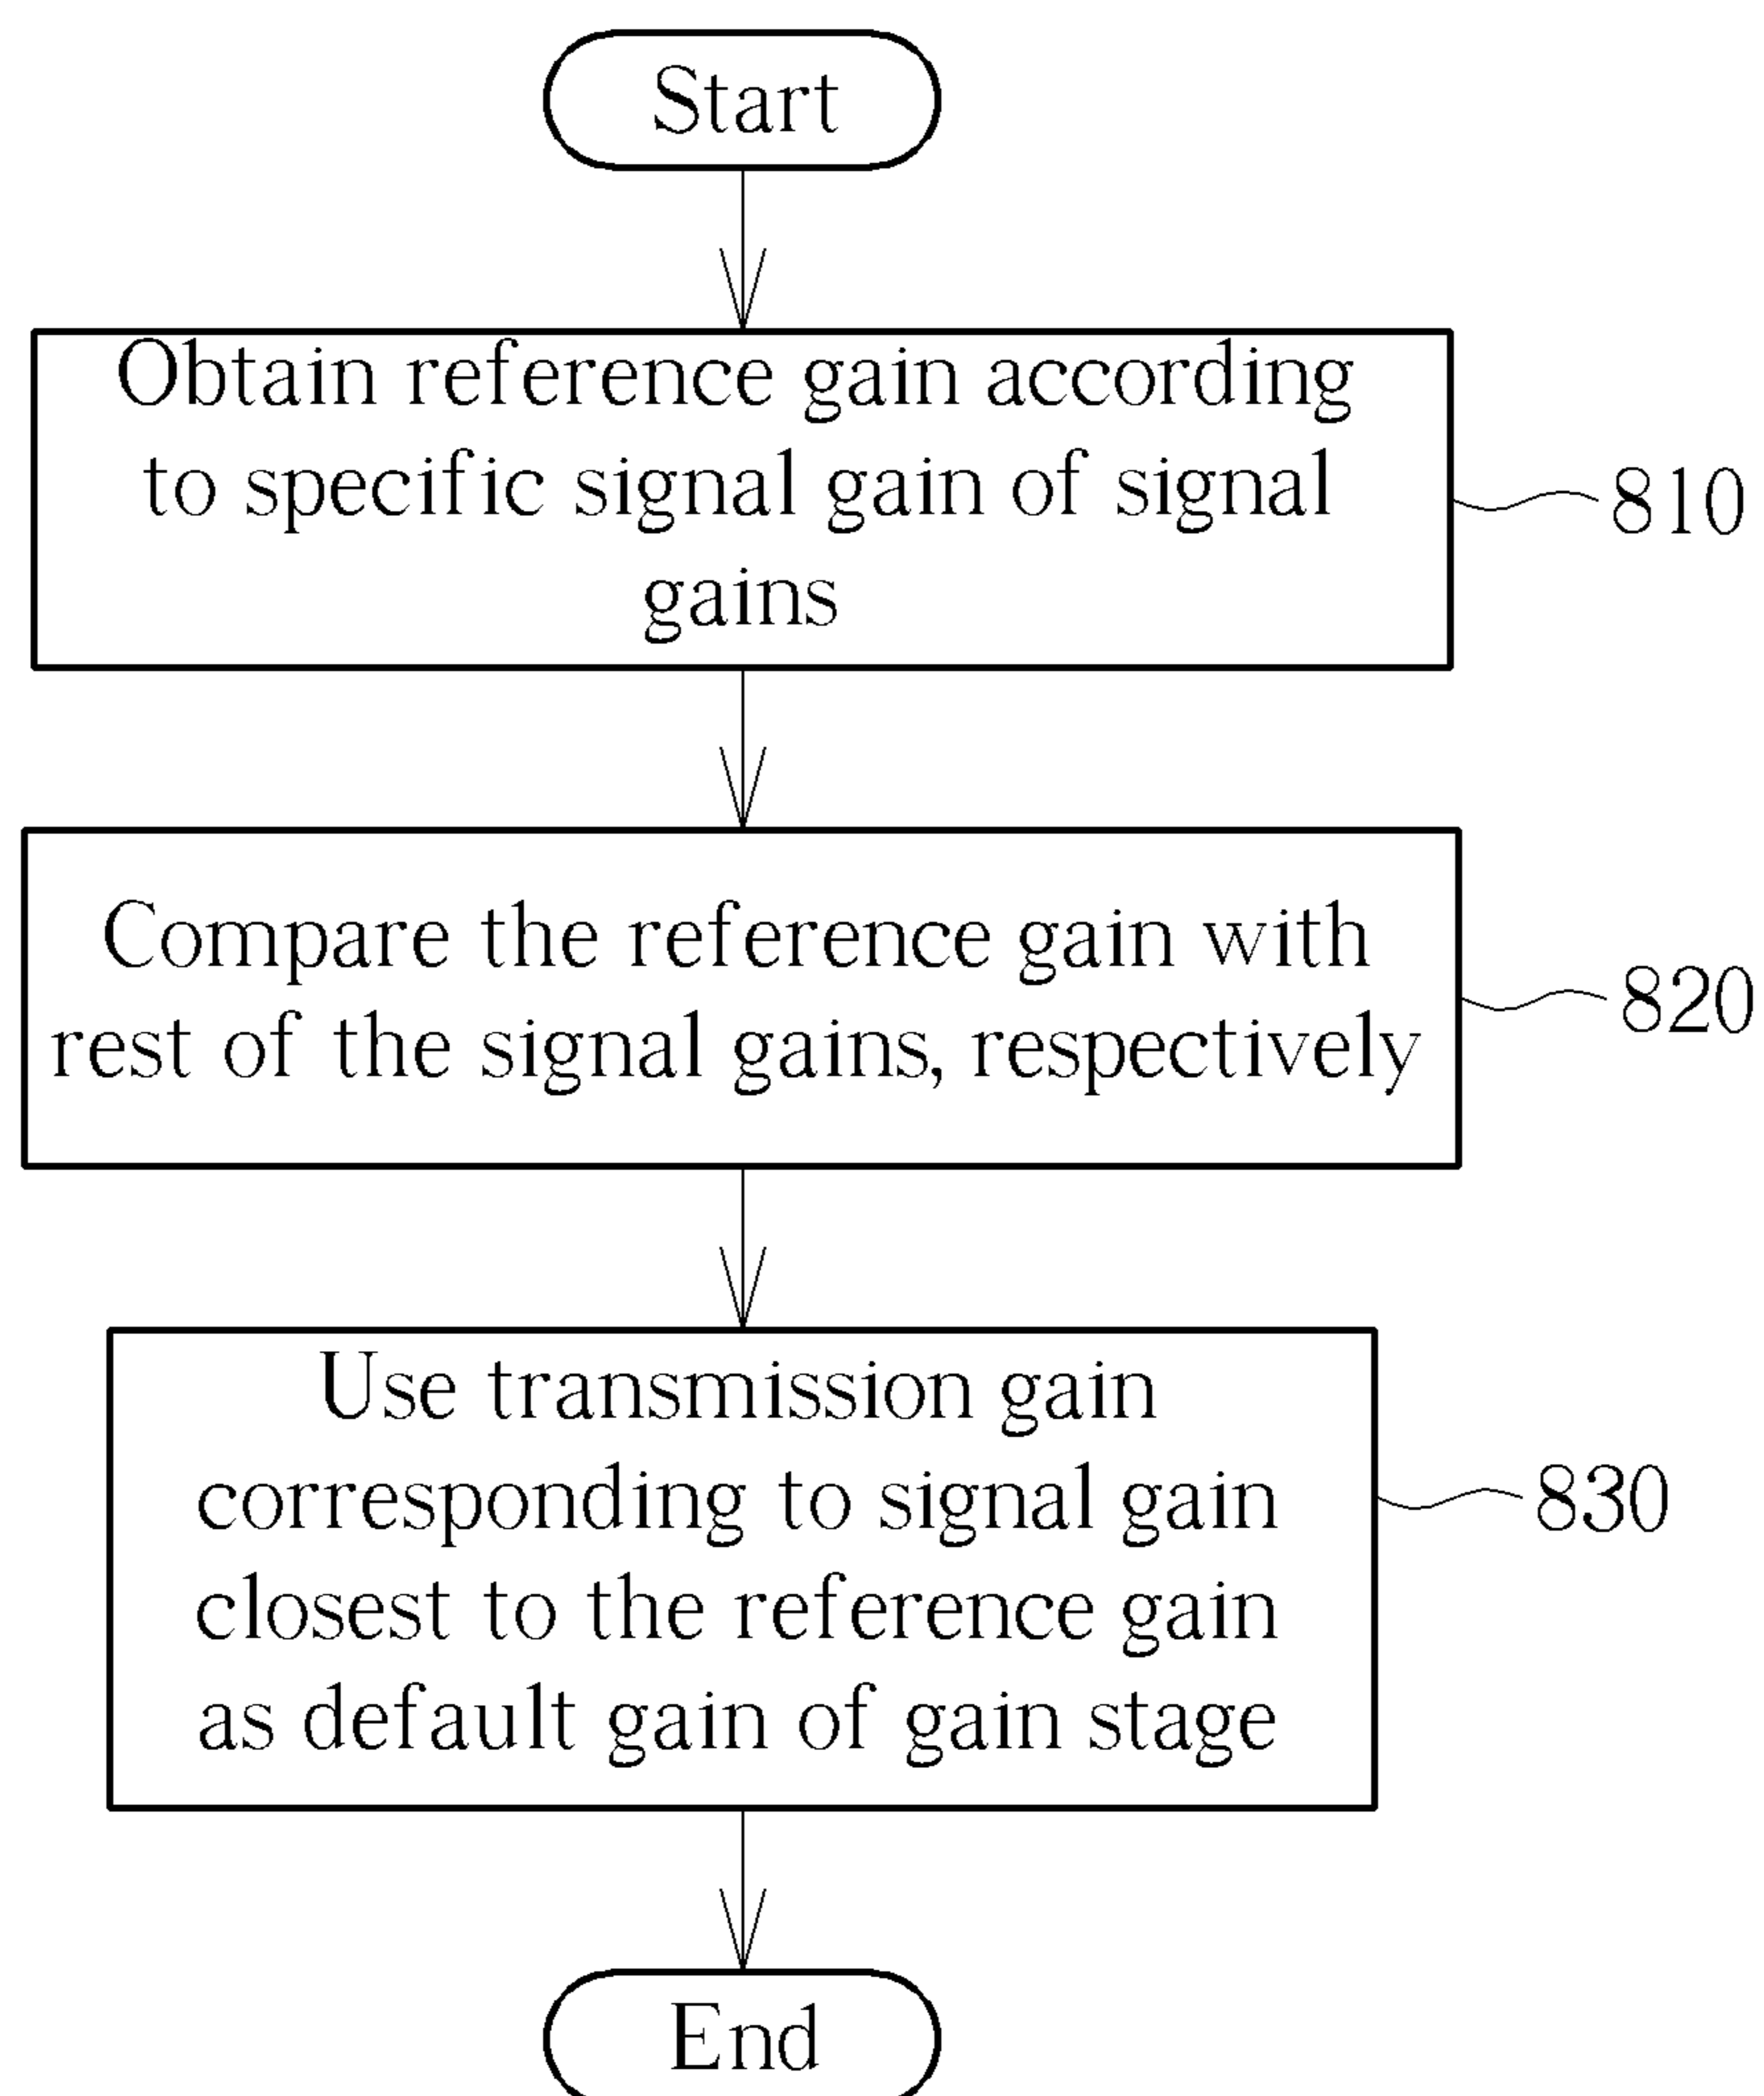 Start
Obtain reference gain according
to specific signal gain of signal
gains
810
Compare the reference gain with
rest of the signal gains, respectively
820
Use transmission gain
corresponding to signal gain
closest to the reference gain
as default gain of gain stage
830
End